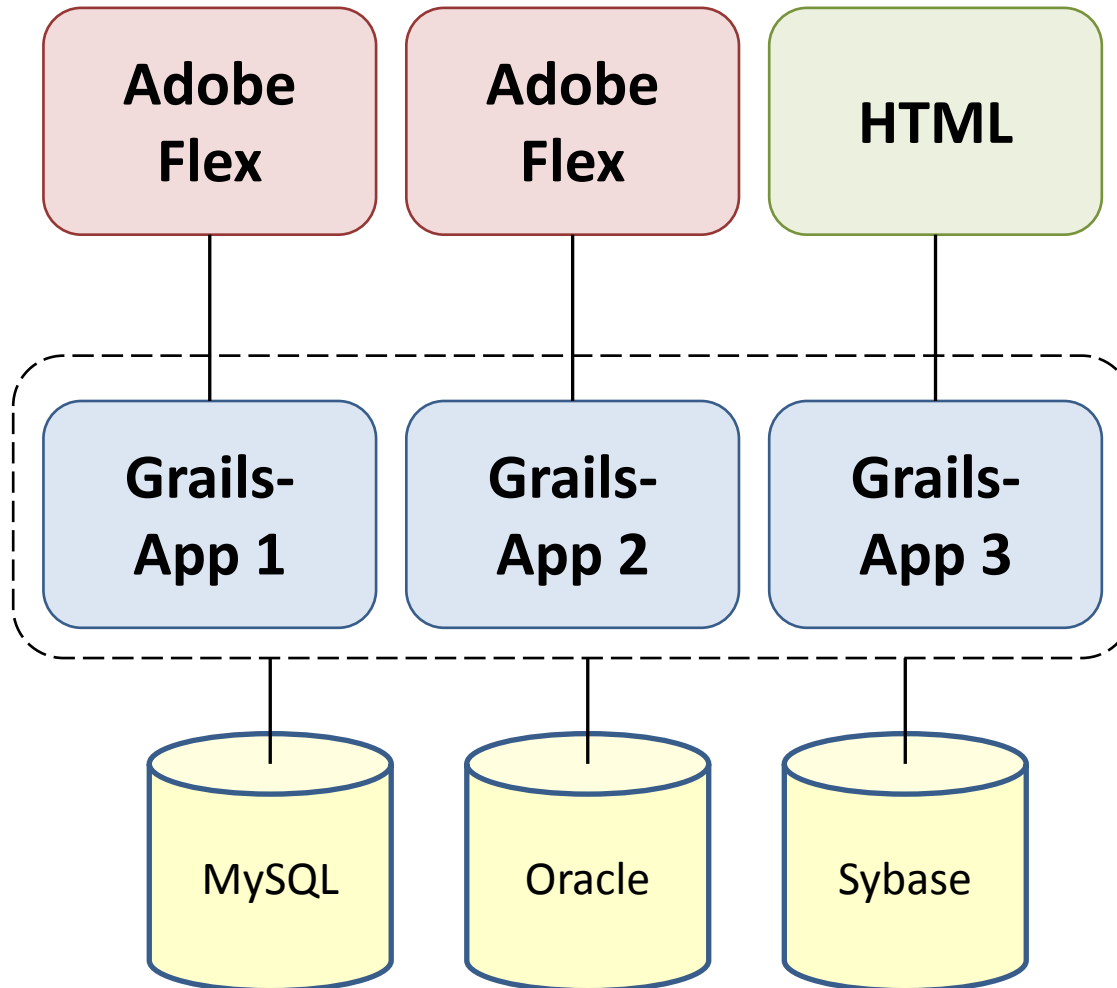 Adobe
Flex
Adobe
Flex
HTML
Grails-
App 1
Grails-
App 2
Grails-
App 3
MySQL
Oracle
Sybase